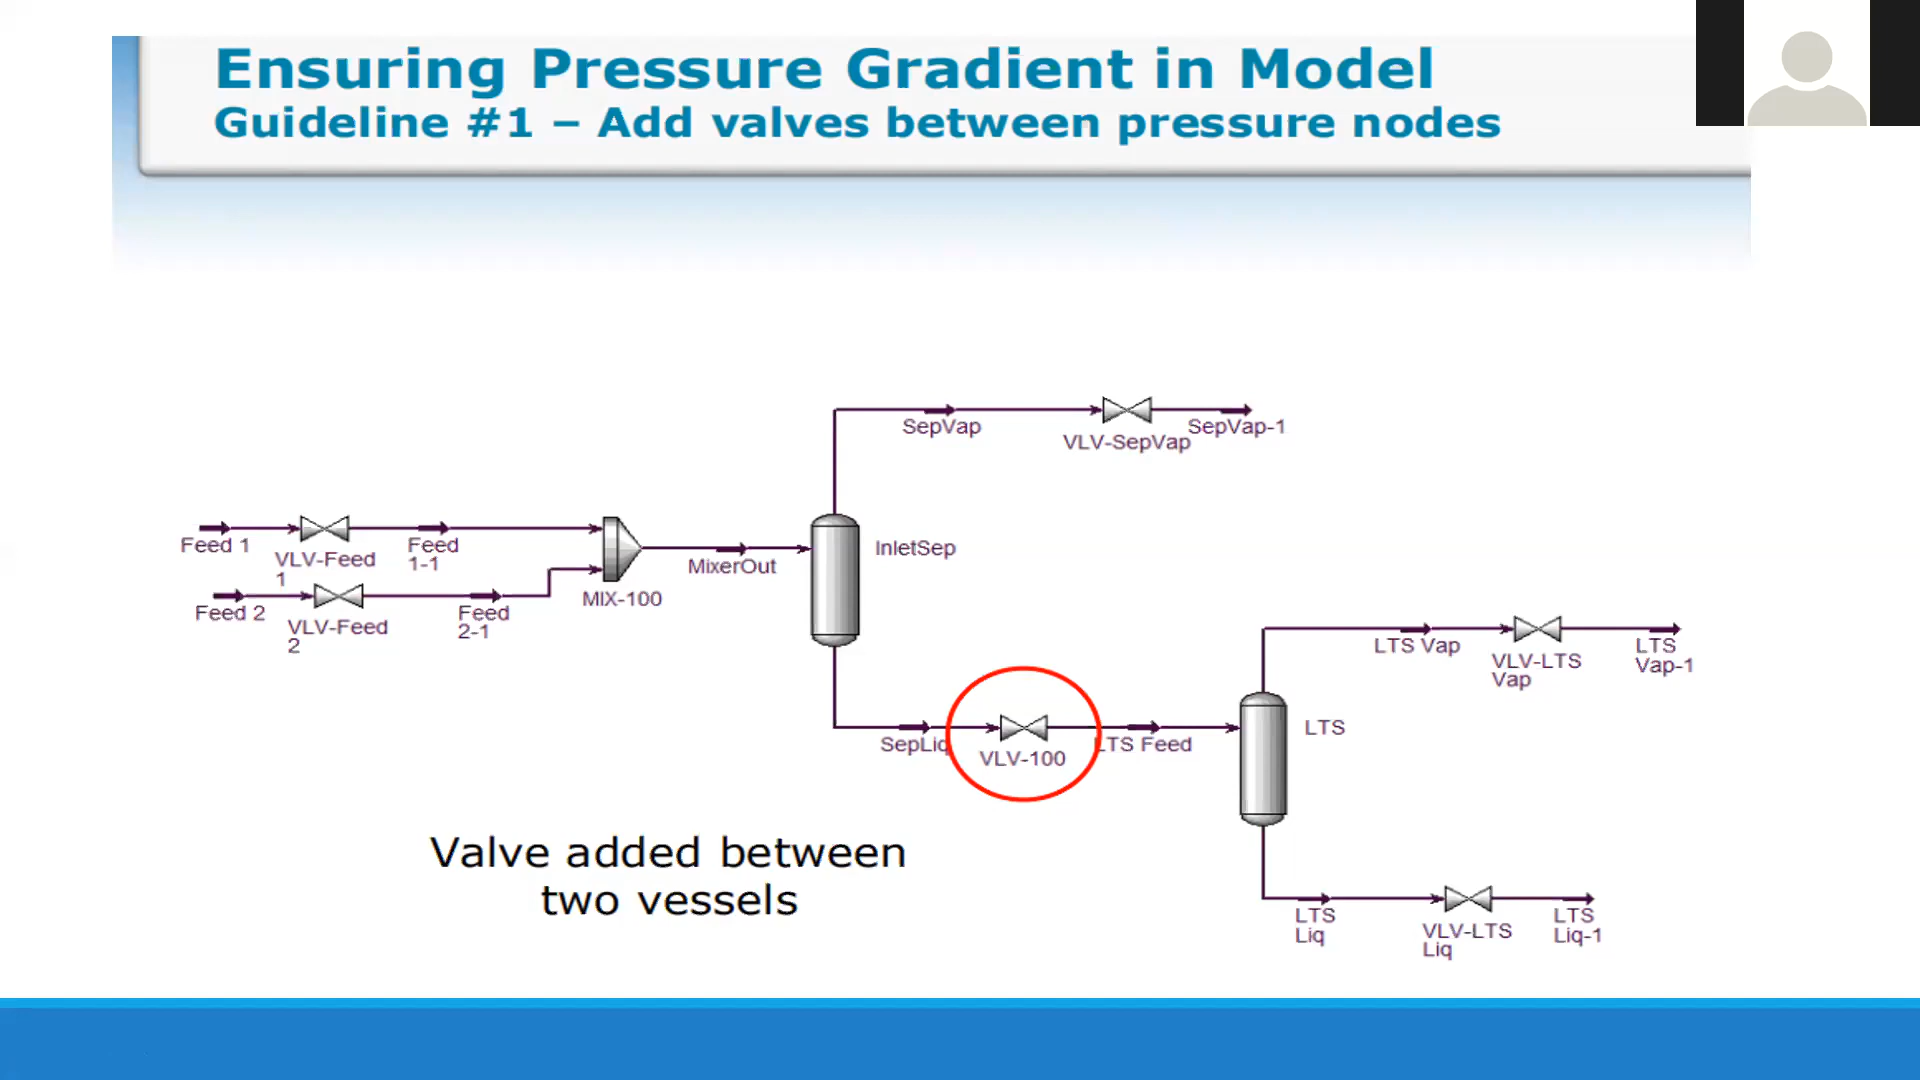 Ensuring Pressure Gradient in Model
Guideline #1 – Add valves between pressure nodes
SepVap
VLV-SepVap
SepVap-1
Feed 1
VLV-Feed
1
Feed
1-1
Feed 2
VLV-Feed
2
Feed
2-1
MIX-100
MixerOut
InletSep
SepLiq
VLV-100
LTS Feed
LTS
LTS Vap
VLV-LTS
Vap
LTS
Vap-1
LTS
Liq
VLV-LTS
Liq
LTS
Liq-1
Valve added between
two vessels